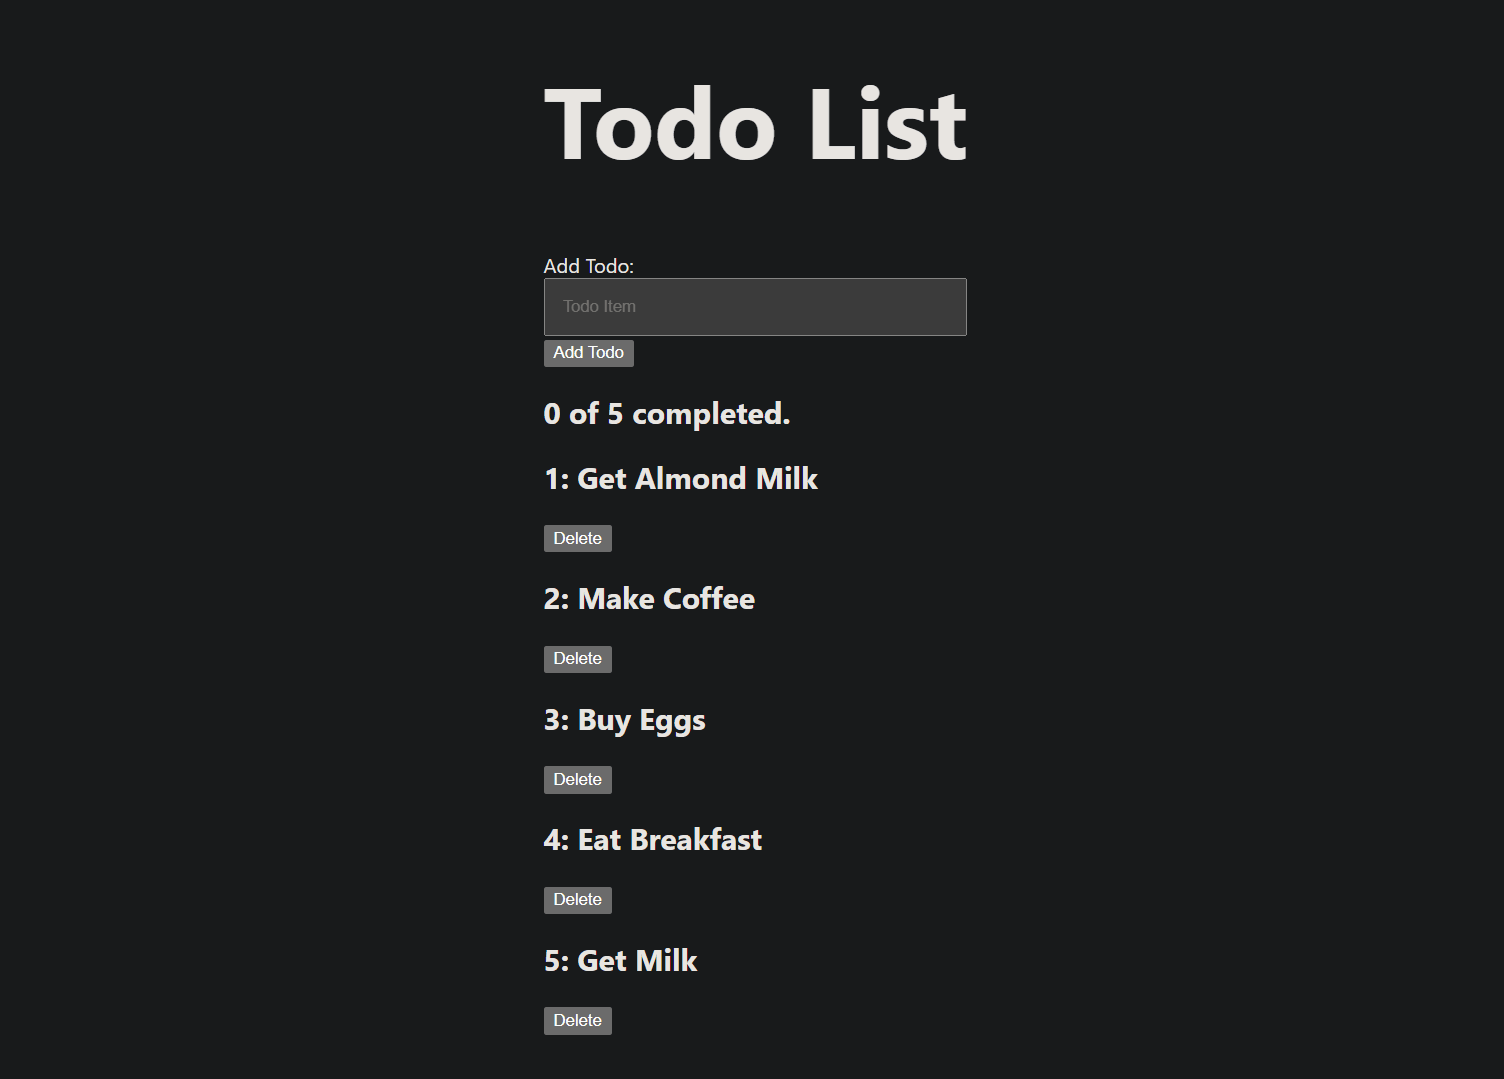 Todo List
Add Todo:
Todo Item
Add Todo
0 of 5 completed.
1: Get Almond Milk
Delete
2: Make Coffee
Delete
3: Buy Eggs
Delete
4: Eat Breakfast
Delete
5: Get Milk
Delete